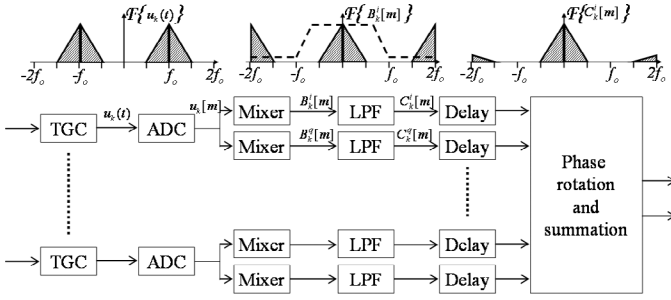 ℱ{u_k(t)}
ℱ{B_k^i[m]}
ℱ{C_k^i[m]}
-2f_o -f_o f_o 2f_o
-2f_o -f_o f_o 2f_o
-2f_o -f_o f_o 2f_o
u_k(t) u_k[m] B_k^i[m] C_k^i[m]
TGC ADC Mixer LPF Delay
B_k^q[m] C_k^q[m]
Mixer LPF Delay
Phase
rotation
and
summation
TGC ADC Mixer LPF Delay
Mixer LPF Delay